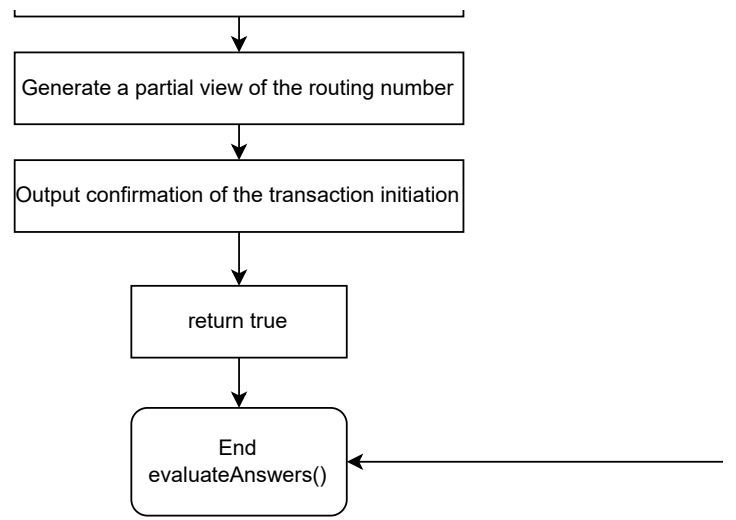 Generate a partial view of the routing number
Output confirmation of the transaction initiation
return true
End
evaluateAnswers()